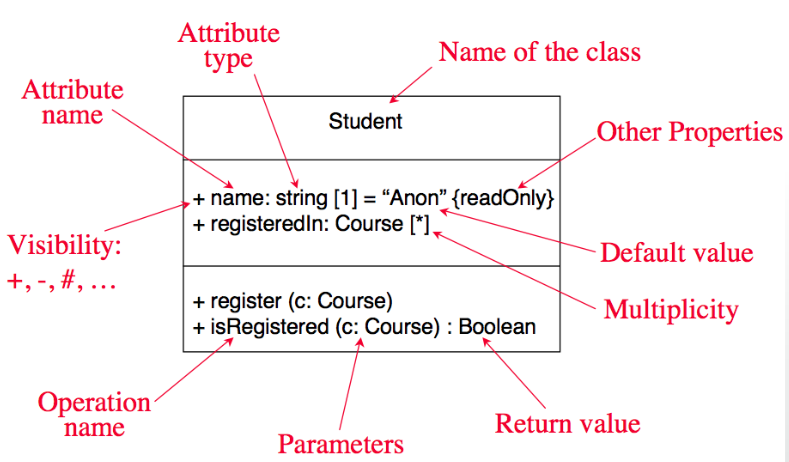 Attribute
type
Name of the class
Attribute
name
Student
Other Properties
+ name: string [1] = “Anon” {readOnly}
+ registeredIn: Course [*]
Visibility:
+, -, #, …
Default value
Multiplicity
+ register (c: Course)
+ isRegistered (c: Course) : Boolean
Operation
name
Parameters
Return value